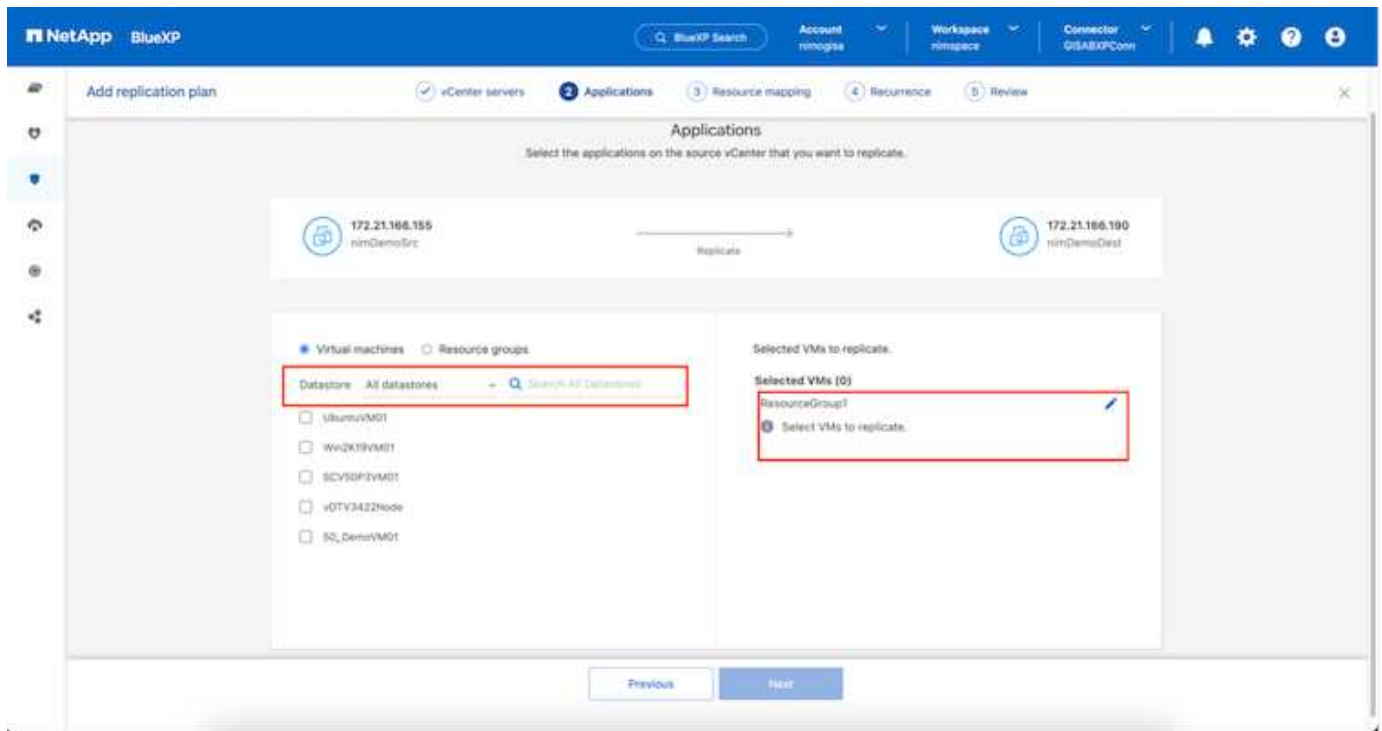 NetApp BlueXP
BlueXP Search
Account
nimogisa
Workspace
nimspace
Connector
GISABXPConn
Add replication plan
vCenter servers
2 Applications
3 Resource mapping
4 Recurrence
5 Review
Applications
Select the applications on the source vCenter that you want to replicate.
172.21.166.155
nimDemoSrc
Replicate
172.21.166.190
nimDemoDest
Virtual machines Resource groups
Datastore All datastores Search All Datastores
UbuntuVM01
Win2K19VM01
SCV50P3VM01
vOTV3422Node
50_DemoVM01
Selected VMs to replicate.
Selected VMs (0)
ResourceGroup1
Select VMs to replicate.
Previous
Next